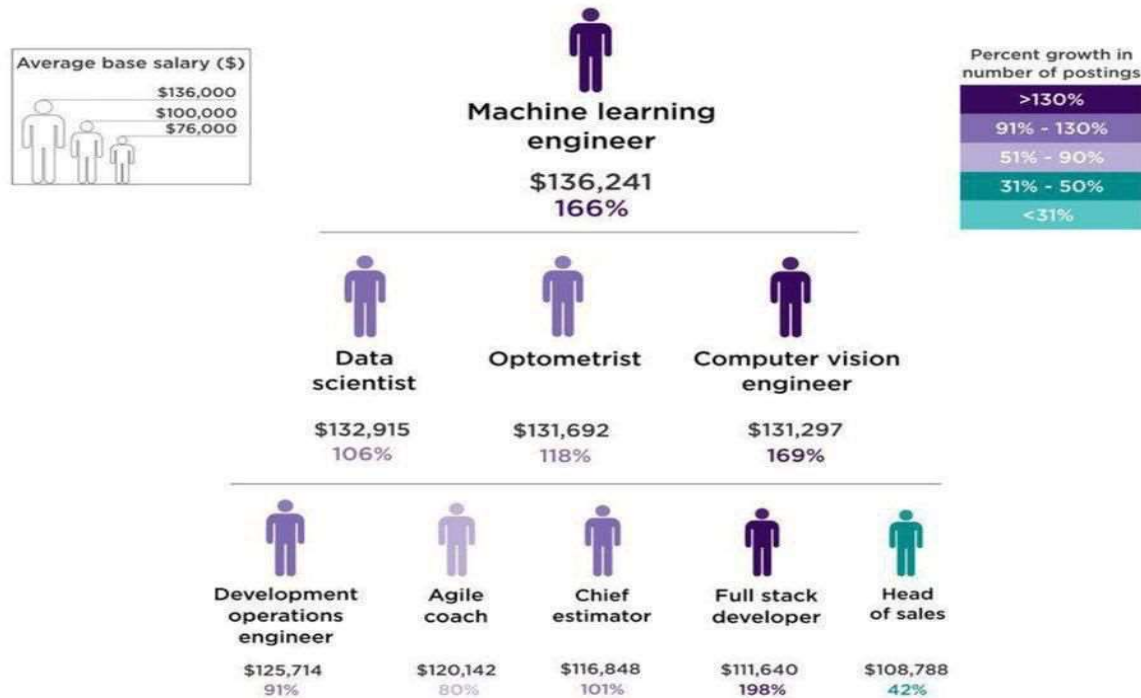 Average base salary ($)
$136,000
$100,000
$76,000
Percent growth in
number of postings
>130%
91% - 130%
51% - 90%
31% - 50%
<31%
Machine learning
engineer
$136,241
166%
Data
scientist
$132,915
106%
Optometrist
$131,692
118%
Computer vision
engineer
$131,297
169%
Development
operations
engineer
$125,714
91%
Agile
coach
$120,142
80%
Chief
estimator
$116,848
101%
Full stack
developer
$111,640
198%
Head
of sales
$108,788
42%